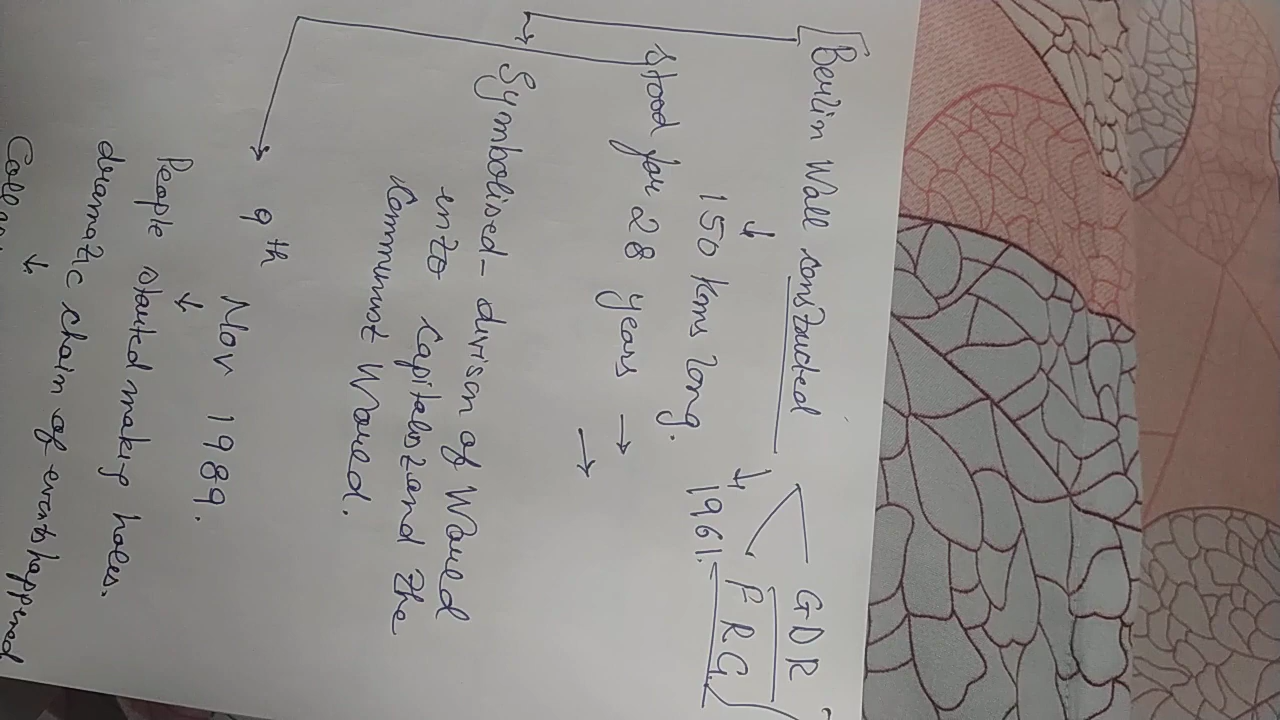 Berlin Wall constructed GDR
FRG
150 kms long. 1961.
Stood for 28 years →
→
Symbolised - divison of World
into Capitalist and the
Communist World.
9th Nov 1989.
People started making holes.
dramatic chain of events happened